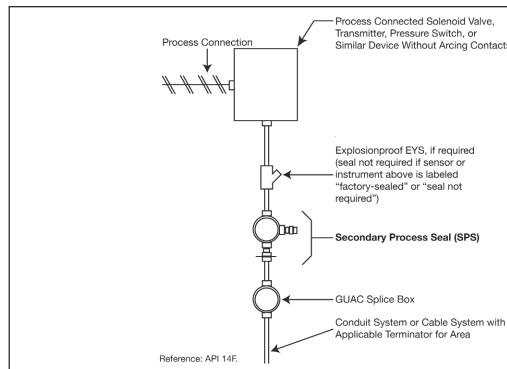 Process Connection
Process Connected Solenoid Valve,
Transmitter, Pressure Switch, or
Similar Device Without Arcing Contacts
Explosionproof EYS, if required
(seal not required if sensor or
instrument above is labeled
"factory-sealed" or "seal not
required")
Secondary Process Seal (SPS)
GUAC Splice Box
Conduit System or Cable System with
Applicable Terminator for Area
Reference: API 14F.